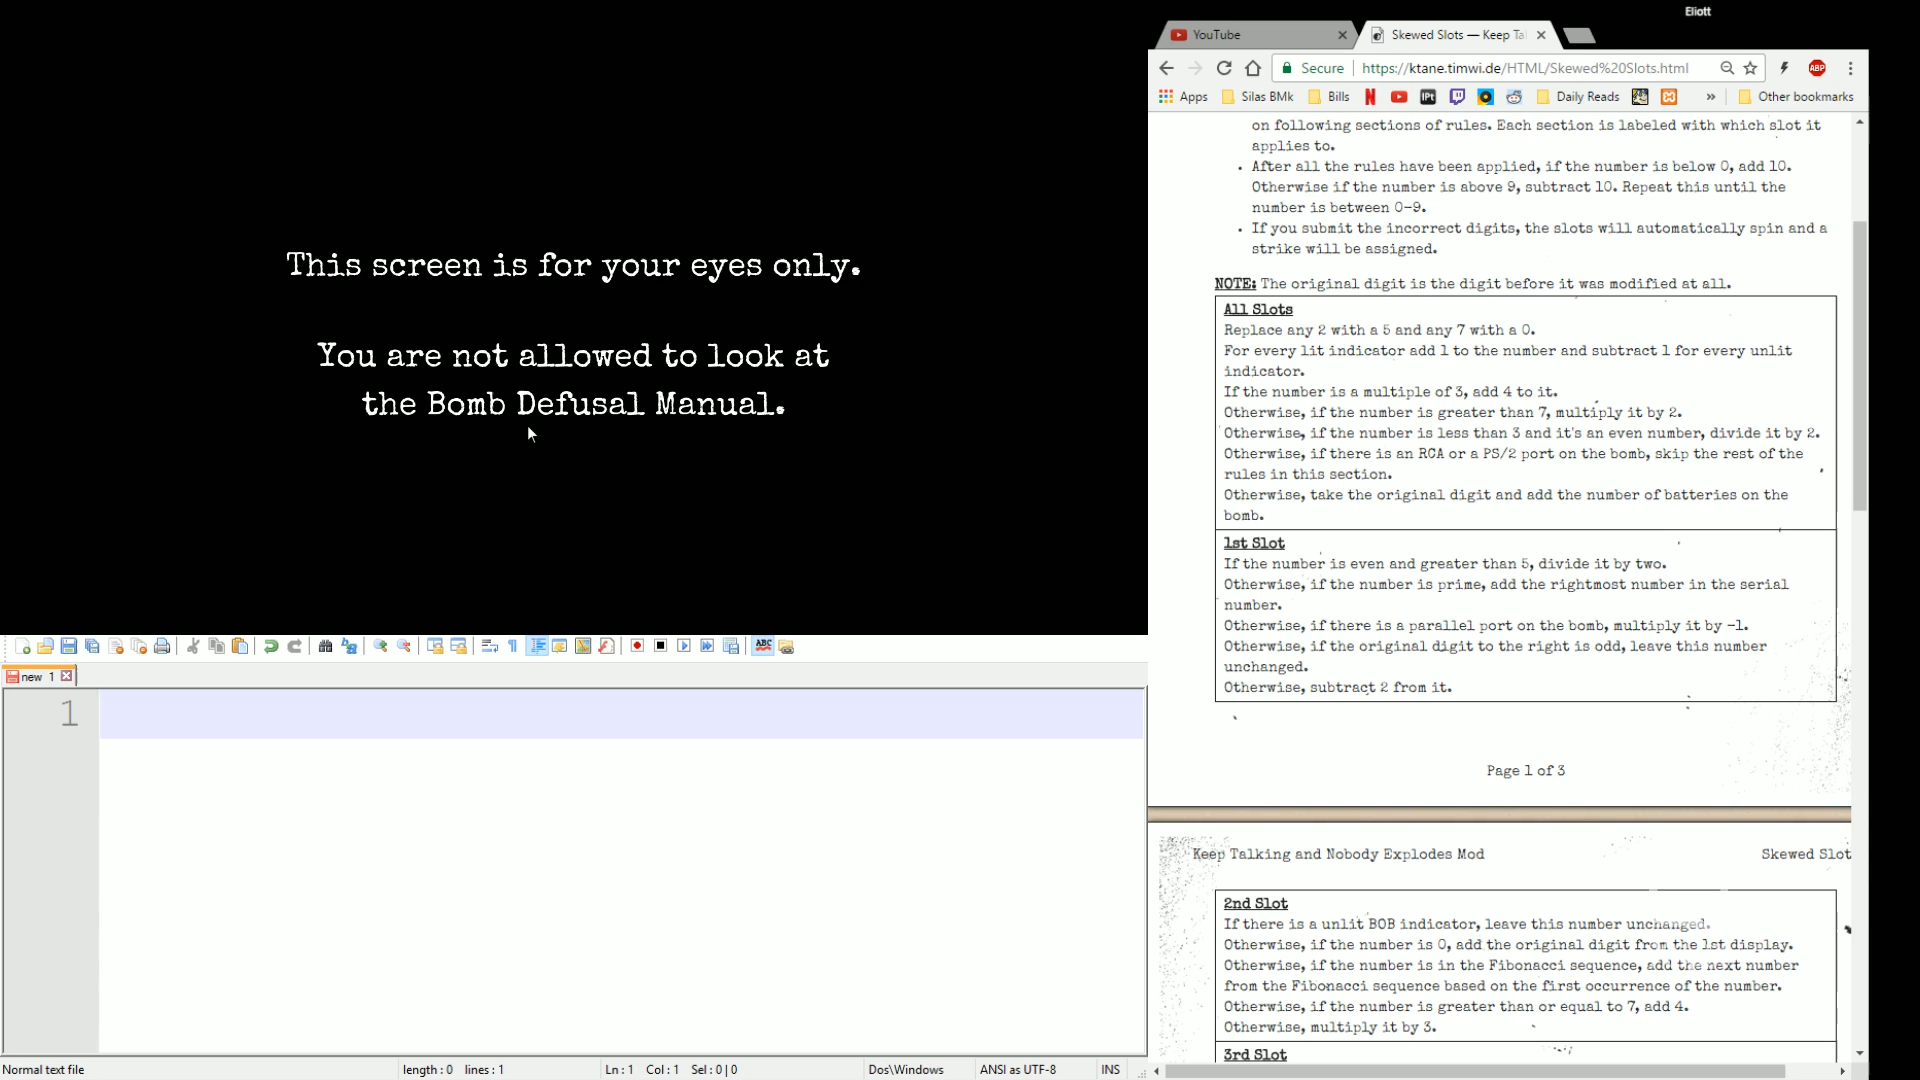 This screen is for your eyes only.
You are not allowed to look at
the Bomb Defusal Manual.
new 1
1
Normal text file
length : 0 lines : 1
Ln : 1 Col : 1 Sel : 0 | 0
Dos\Windows
ANSI as UTF-8
INS
Eliott
YouTube
Skewed Slots — Keep Ta
Secure
https://ktane.timwi.de/HTML/Skewed%20Slots.html
ABP
Apps
Silas BMk
Bills
Daily Reads
»
Other bookmarks
on following sections of rules. Each section is labeled with which slot it
applies to.
• After all the rules have been applied, if the number is below 0, add 10.
Otherwise if the number is above 9, subtract 10. Repeat this until the
number is between 0-9.
• If you submit the incorrect digits, the slots will automatically spin and a
strike will be assigned.
NOTE: The original digit is the digit before it was modified at all.
All Slots
Replace any 2 with a 5 and any 7 with a 0.
For every lit indicator add 1 to the number and subtract 1 for every unlit
indicator.
If the number is a multiple of 3, add 4 to it.
Otherwise, if the number is greater than 7, multiply it by 2.
Otherwise, if the number is less than 3 and it's an even number, divide it by 2.
Otherwise, if there is an RCA or a PS/2 port on the bomb, skip the rest of the
rules in this section.
Otherwise, take the original digit and add the number of batteries on the
bomb.
1st Slot
If the number is even and greater than 5, divide it by two.
Otherwise, if the number is prime, add the rightmost number in the serial
number.
Otherwise, if there is a parallel port on the bomb, multiply it by -1.
Otherwise, if the original digit to the right is odd, leave this number
unchanged.
Otherwise, subtract 2 from it.
Page 1 of 3
Keep Talking and Nobody Explodes Mod
Skewed Slot
2nd Slot
If there is a unlit BOB indicator, leave this number unchanged.
Otherwise, if the number is 0, add the original digit from the 1st display.
Otherwise, if the number is in the Fibonacci sequence, add the next number
from the Fibonacci sequence based on the first occurrence of the number.
Otherwise, if the number is greater than or equal to 7, add 4.
Otherwise, multiply it by 3.
3rd Slot